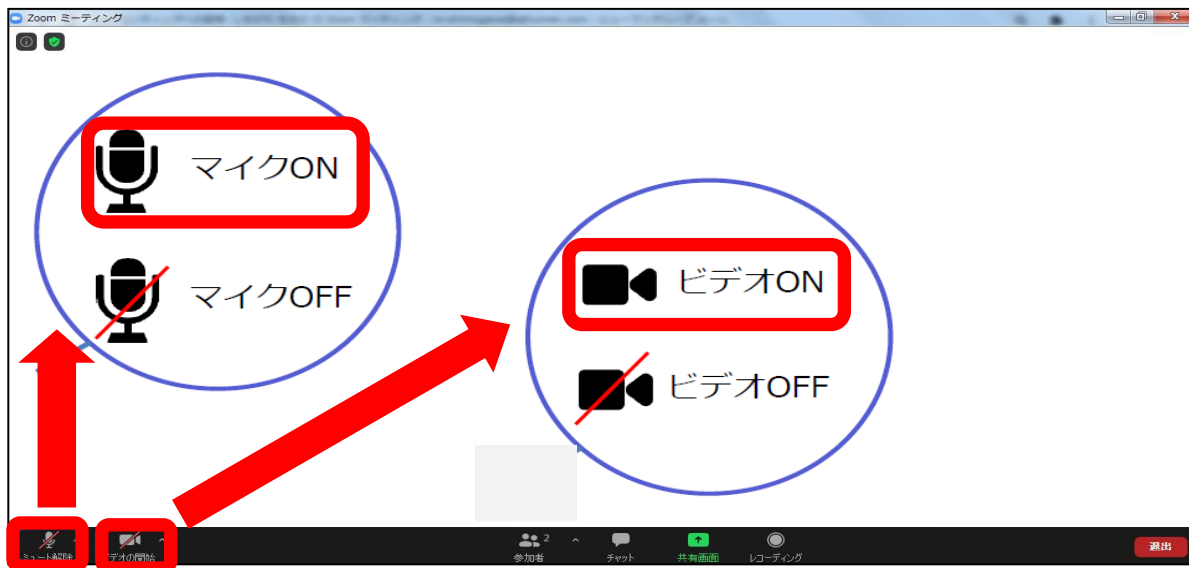 Zoom ミーティング
マイクON
マイクOFF
ビデオON
ビデオOFF
ミュート解除
ビデオの開始
2
参加者
チャット
共有画面
レコーディング
退出